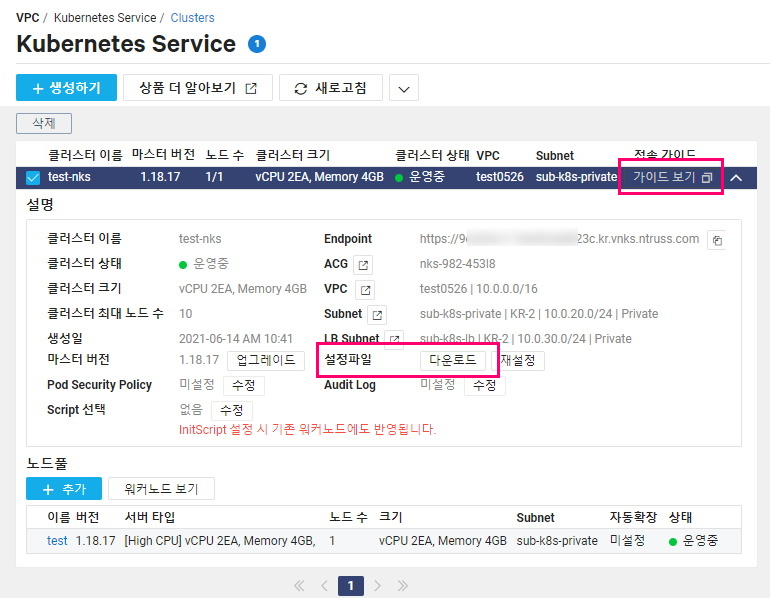 VPC / Kubernetes Service / Clusters
Kubernetes Service 1
+ 생성하기 상품 더 알아보기 새로고침
삭제
클러스터 이름 마스터 버전 노드 수 클러스터 크기 클러스터 상태 VPC Subnet 접속 가이드
test-nks 1.18.17 1/1 vCPU 2EA, Memory 4GB 운영중 test0526 sub-k8s-private 가이드 보기
설명
클러스터 이름 test-nks Endpoint https://9 23c.kr.vnks.ntruss.com
클러스터 상태 운영중 ACG nks-982-453l8
클러스터 크기 vCPU 2EA, Memory 4GB VPC test0526 | 10.0.0.0/16
클러스터 최대 노드 수 10 Subnet sub-k8s-private | KR-2 | 10.0.20.0/24 | Private
생성일 2021-06-14 AM 10:41 LB Subnet sub-k8s-lb | KR-2 | 10.0.30.0/24 | Private
마스터 버전 1.18.17 업그레이드 설정파일 다운로드 재설정
Pod Security Policy 미설정 수정 Audit Log 미설정 수정
Script 선택 없음 수정
InitScript 설정 시 기존 워커노드에도 반영됩니다.
노드풀
+ 추가 워커노드 보기
이름 버전 서버 타입 노드 수 크기 Subnet 자동확장 상태
test 1.18.17 [High CPU] vCPU 2EA, Memory 4GB, 1 vCPU 2EA, Memory 4GB sub-k8s-private 미설정 운영중
1